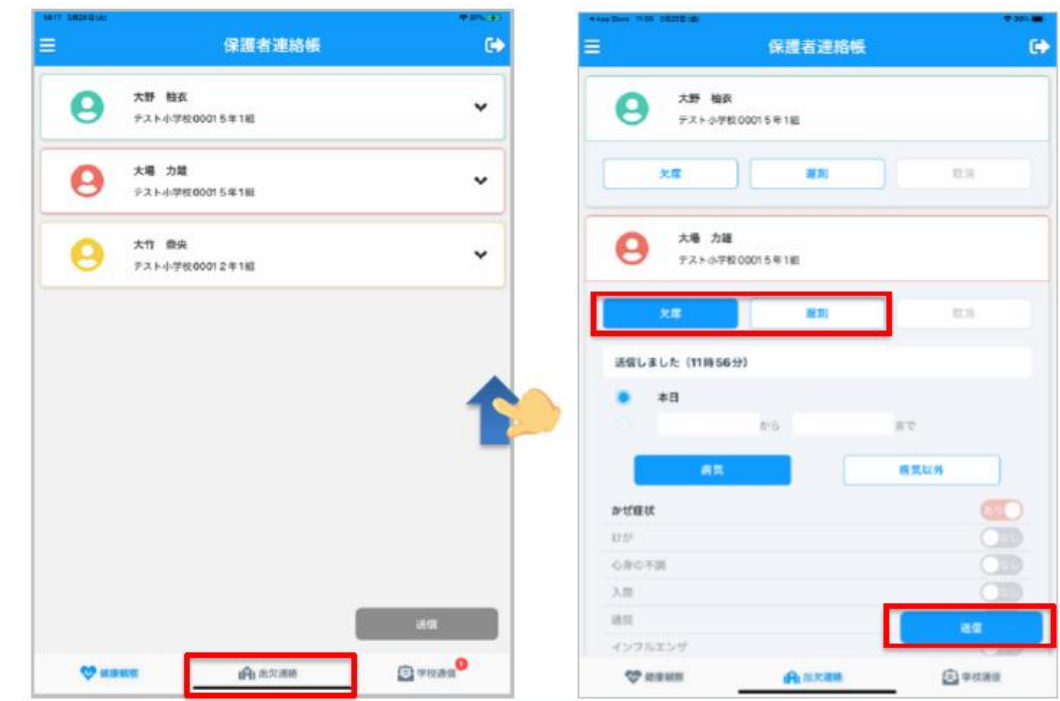 保護者連絡帳
大野 柚衣
テスト小学校0001 5年1組
大場 力雄
テスト小学校0001 5年1組
大竹 奈央
テスト小学校0001 2年1組
送信
健康観察
出欠連絡
学校通信
保護者連絡帳
大野 柚衣
テスト小学校0001 5年1組
欠席
遅刻
取消
大場 力雄
テスト小学校0001 5年1組
欠席
遅刻
取消
送信しました（11時56分）
本日
から
まで
病気
病気以外
かぜ症状
あり
けが
なし
心身の不調
なし
入院
なし
通院
送信
インフルエンザ
健康観察
出欠連絡
学校通信